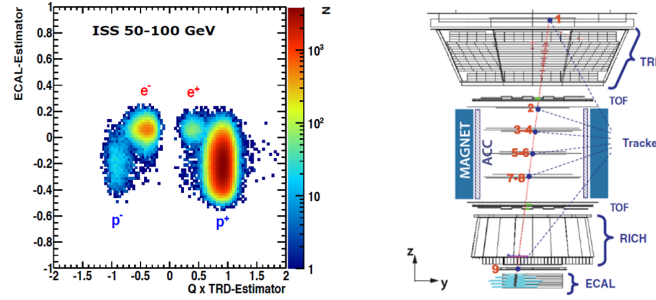 ISS 50-100 GeV
ECAL-Estimator
1
0.8
0.6
0.4
0.2
0
-0.2
-0.4
-0.6
-0.8
-1
e-
e+
p-
p+
-2 -1.5 -1 -0.5 0 0.5 1 1.5 2
Q x TRD-Estimator
N
10³
10²
10
1
1
TRD
TOF
2
MAGNET
ACC
3-4
5-6
7-8
Tracker
TOF
RICH
9
ECAL
z
y